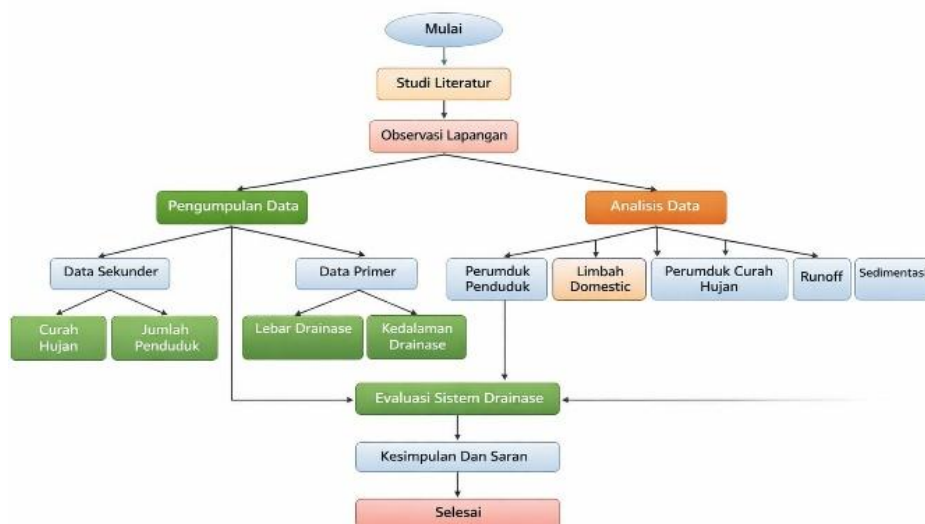 Mulai
Studi Literatur
Observasi Lapangan
Pengumpulan Data
Analisis Data
Data Sekunder
Data Primer
Perumduk
Penduduk
Limbah
Domestic
Perumduk Curah
Hujan
Runoff
Sedimentasi
Curah
Hujan
Jumlah
Penduduk
Lebar Drainase
Kedalaman
Drainase
Evaluasi Sistem Drainase
Kesimpulan Dan Saran
Selesai